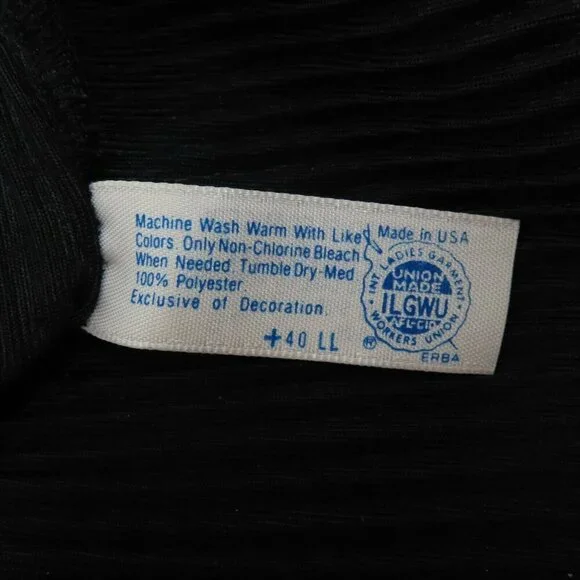 Machine Wash Warm With Like
Colors. Only Non-Chlorine Bleach
When Needed. Tumble Dry-Med
100% Polyester
Exclusive of Decoration.
+40 LL
Made in USA
INT'L LADIES GARMENT
UNION
MADE
ILGWU
AFL-CIO
WORKERS UNION
®
ERBA